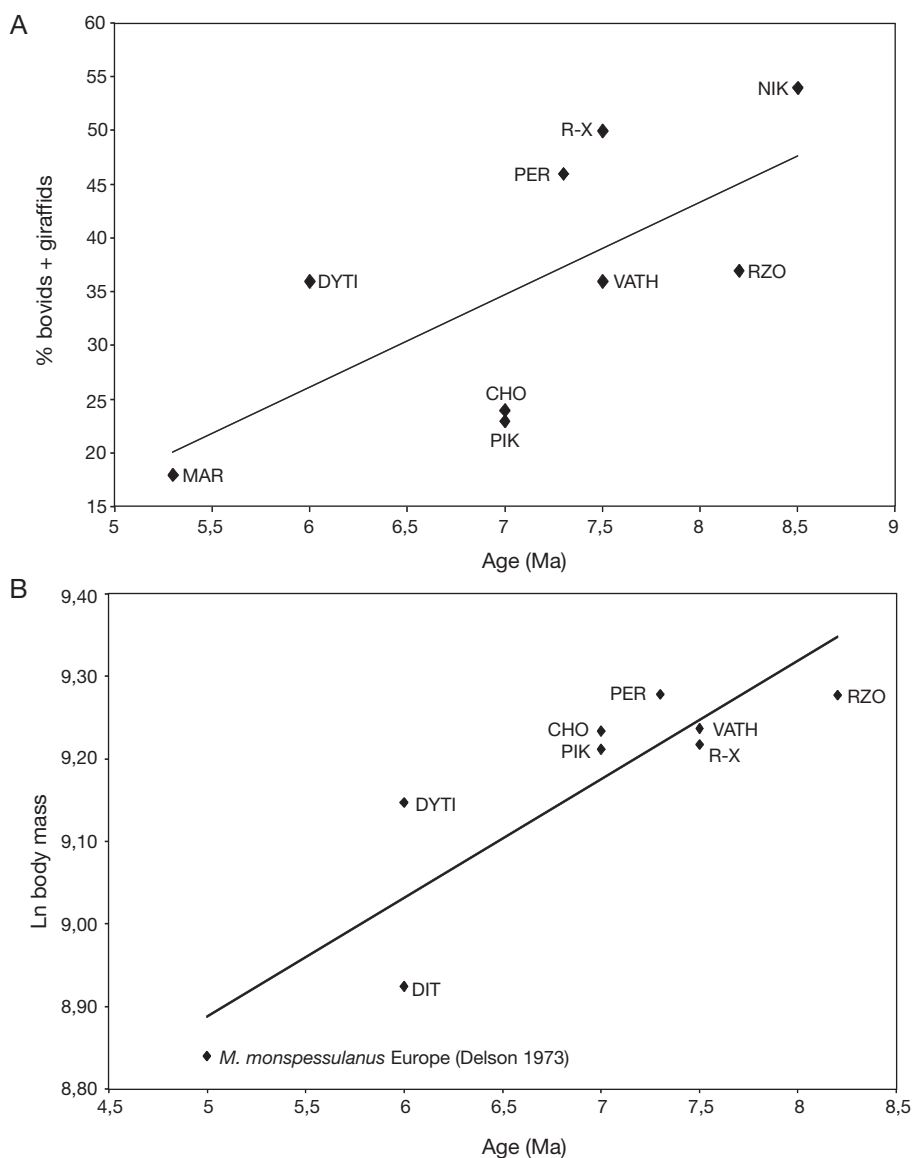 A
60
55
50
45
40
35
30
25
20
15
% bovids + giraffids
NIK
R-X
PER
DYTI
VATH
RZO
CHO
PIK
MAR
5 5,5 6 6,5 7 7,5 8 8,5 9
Age (Ma)
B
9,40
9,30
9,20
9,10
9,00
8,90
8,80
Ln body mass
PER
RZO
CHO
VATH
PIK
R-X
DYTI
DIT
M. monspessulanus Europe (Delson 1973)
4,5 5 5,5 6 6,5 7 7,5 8 8,5
Age (Ma)